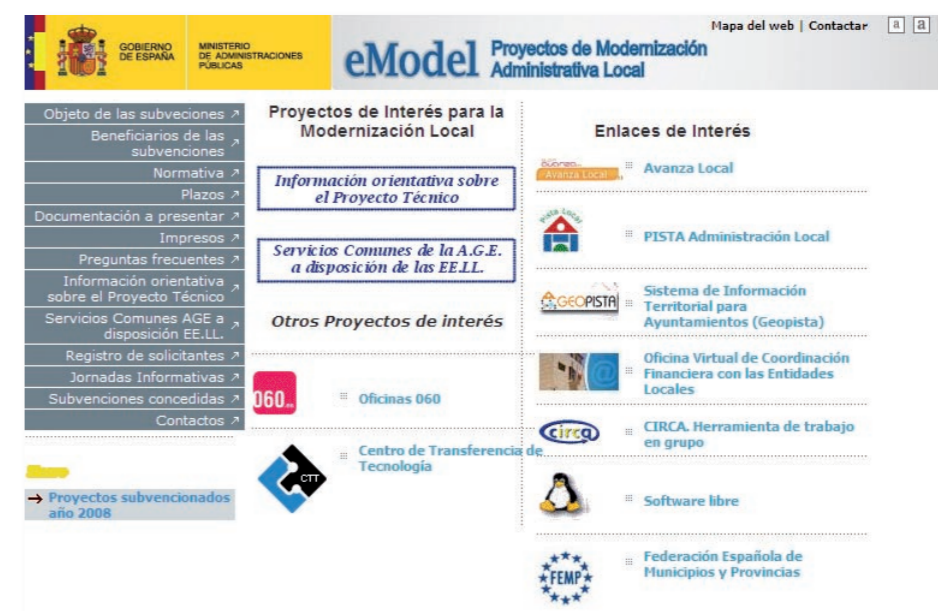 Mapa del web | Contactar
a a
GOBIERNO
DE ESPAÑA
MINISTERIO
DE ADMINISTRACIONES
PÚBLICAS
eModel
Proyectos de Modernización
Administrativa Local
Objeto de las subveciones
Beneficiarios de las
subvenciones
Normativa
Plazos
Documentación a presentar
Impresos
Preguntas frecuentes
Información orientativa
sobre el Proyecto Técnico
Servicios Comunes AGE a
disposición EE.LL.
Registro de solicitantes
Jornadas Informativas
Subvenciones concedidas
Contactos
Proyectos subvencionados
año 2008
Proyectos de Interés para la
Modernización Local
Información orientativa sobre
el Proyecto Técnico
Servicios Comunes de la A.G.E.
a disposición de las EE.LL.
Otros Proyectos de interés
060.es
Oficinas 060
CTT
Centro de Transferencia de
Tecnología
Enlaces de Interés
Avanza Local
Avanza Local
Pista Local
PISTA Administración Local
GEOPISTA
Sistema de Información
Territorial para
Ayuntamientos (Geopista)
Oficina Virtual de Coordinación
Financiera con las Entidades
Locales
circa
CIRCA. Herramienta de trabajo
en grupo
Software libre
FEMP
Federación Española de
Municipios y Provincias